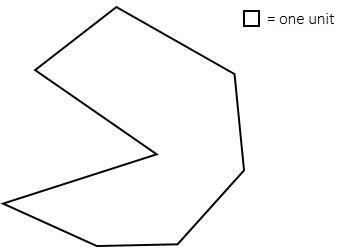 = one unit